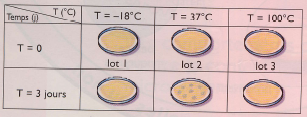 T (°C)
Temps (j)
T = –18°C
T = 37°C
T = 100°C
T = 0
lot 1
lot 2
lot 3
T = 3 jours